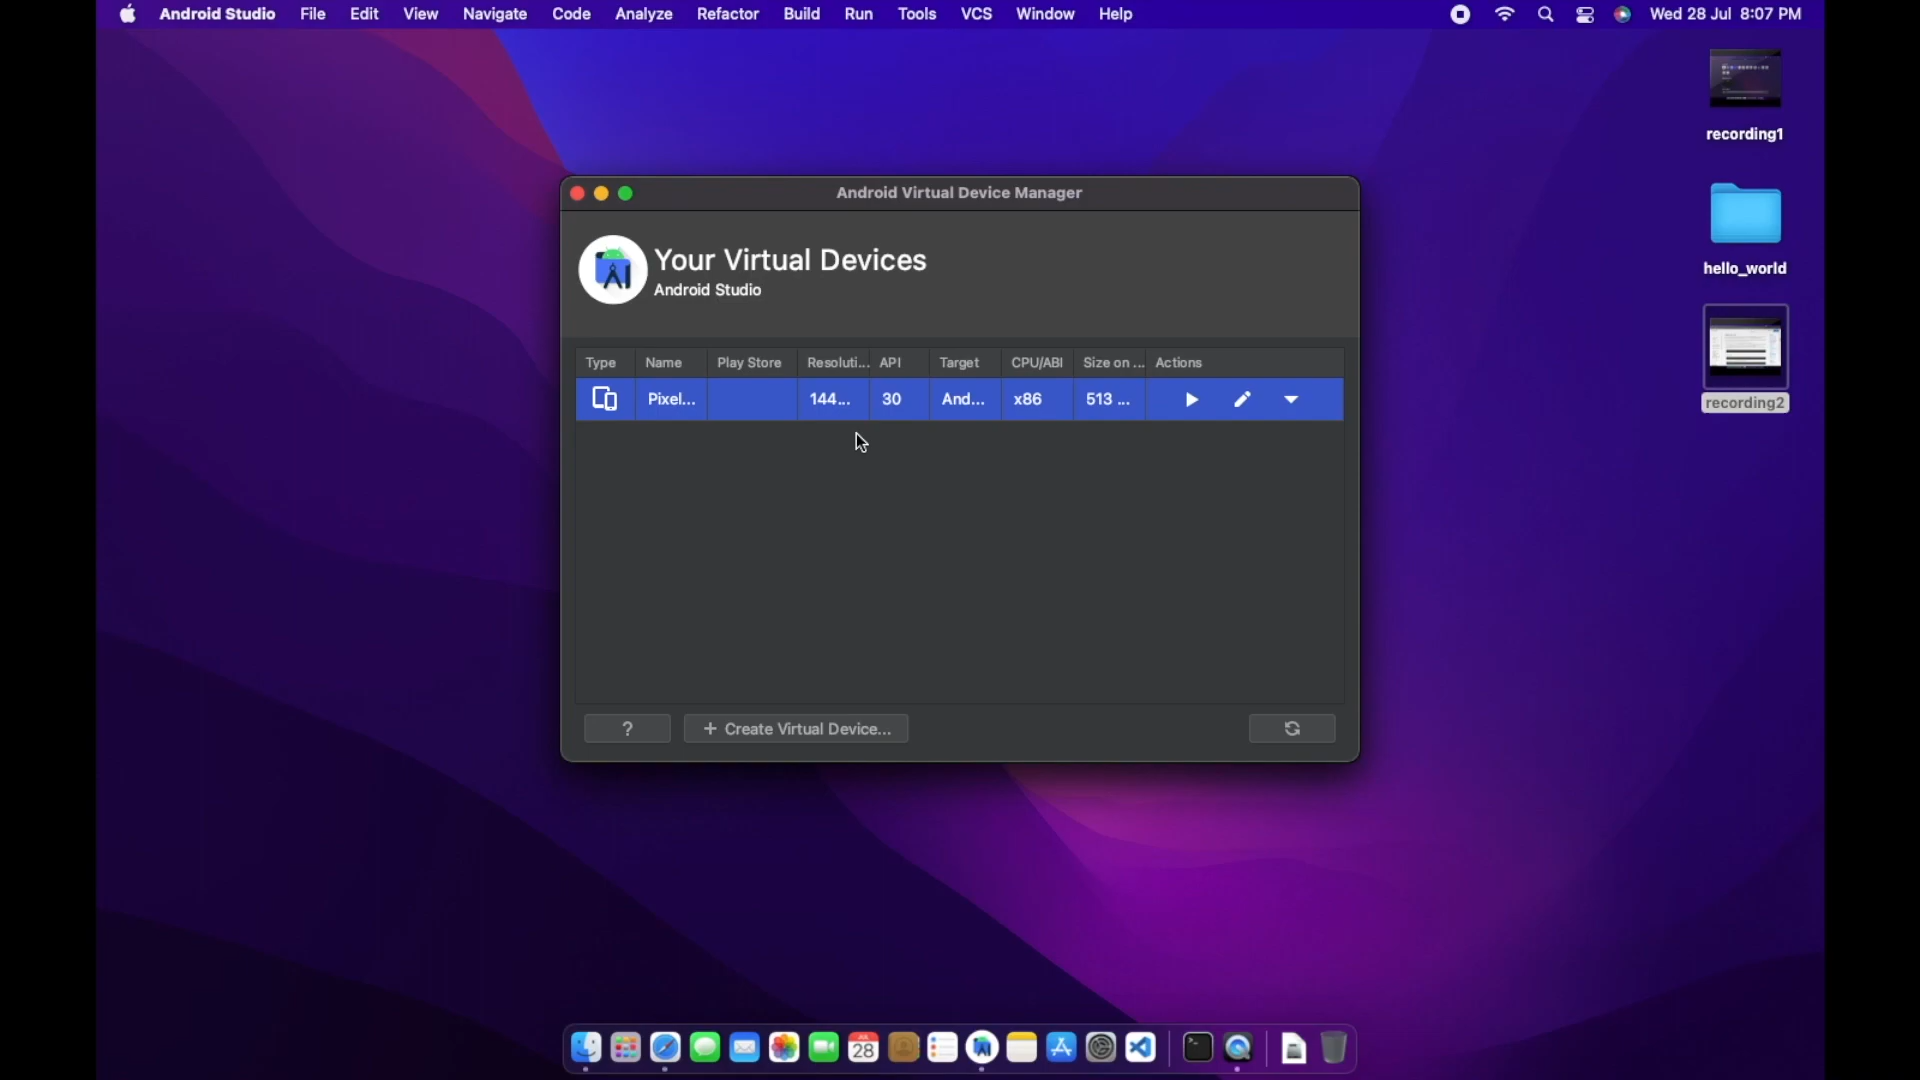 Android Studio File Edit View Navigate Code Analyze Refactor Build Run Tools VCS Window Help Wed 28 Jul 8:07 PM
recording1
hello_world
recording2
Android Virtual Device Manager
Your Virtual Devices
Android Studio
Type Name Play Store Resoluti... API Target CPU/ABI Size on ... Actions
Pixel... 144... 30 And... x86 513 ...
? + Create Virtual Device...
JUL
28